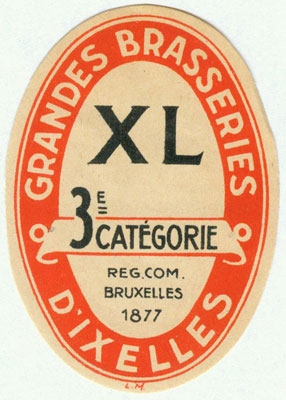 GRANDES BRASSERIES
XL
3E CATÉGORIE
REG.COM.
BRUXELLES
1877
D'IXELLES
L.M